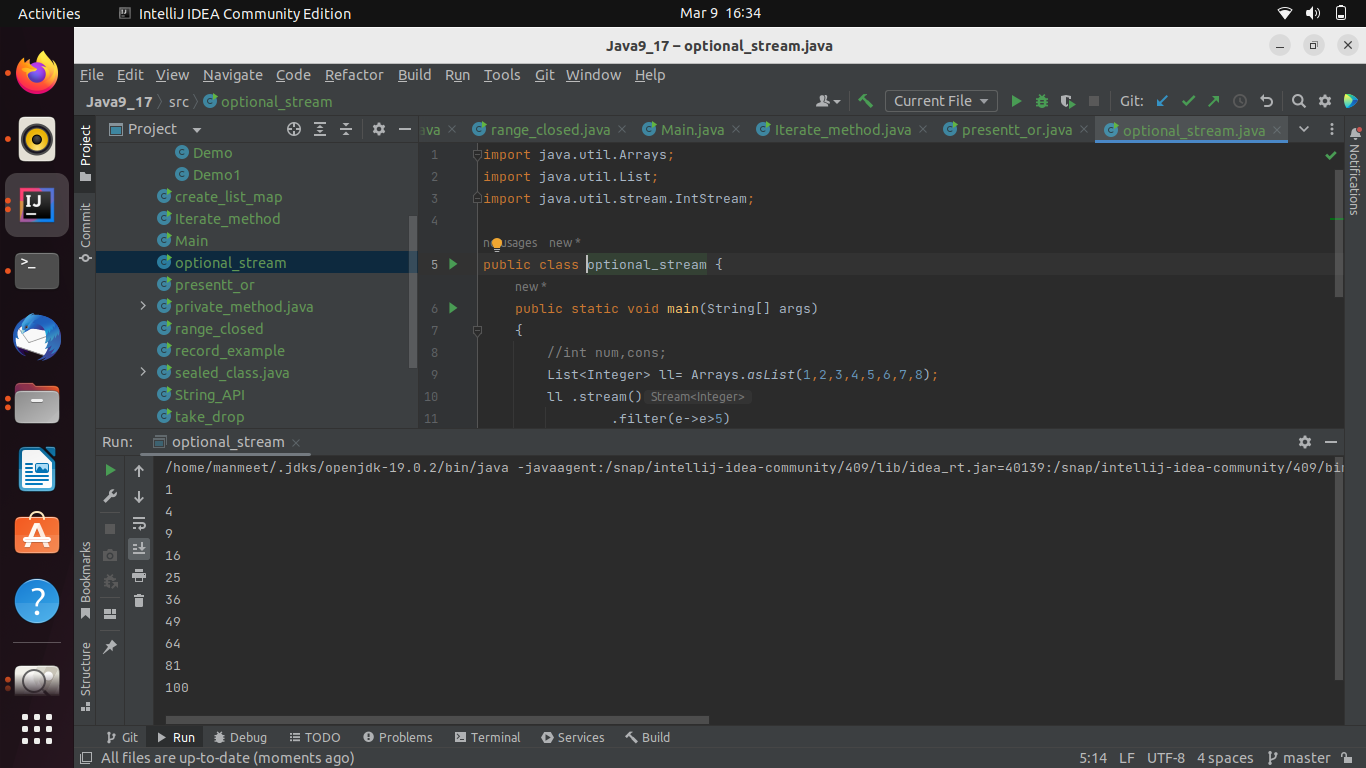 Activities IntelliJ IDEA Community Edition Mar 9 16:34
Java9_17 – optional_stream.java
File Edit View Navigate Code Refactor Build Run Tools Git Window Help
Java9_17 src optional_stream Current File Git:
Project
ava range_closed.java Main.java Iterate_method.java presentt_or.java optional_stream.java
Project
Commit
Bookmarks
Structure
Notifications
Demo
Demo1
create_list_map
Iterate_method
Main
optional_stream
presentt_or
private_method.java
range_closed
record_example
sealed_class.java
String_API
take_drop
1 import java.util.Arrays;
2 import java.util.List;
3 import java.util.stream.IntStream;
4
usages new *
5 public class optional_stream {
new *
6 public static void main(String[] args)
7 {
8 //int num,cons;
9 List<Integer> ll= Arrays.asList(1,2,3,4,5,6,7,8);
10 ll .stream() Stream<Integer>
11 .filter(e->e>5)
Run: optional_stream
/home/manmeet/.jdks/openjdk-19.0.2/bin/java -javaagent:/snap/intellij-idea-community/409/lib/idea_rt.jar=40139:/snap/intellij-idea-community/409/bin
1
4
9
16
25
36
49
64
81
100
Git Run Debug TODO Problems Terminal Services Build
All files are up-to-date (moments ago) 5:14 LF UTF-8 4 spaces master